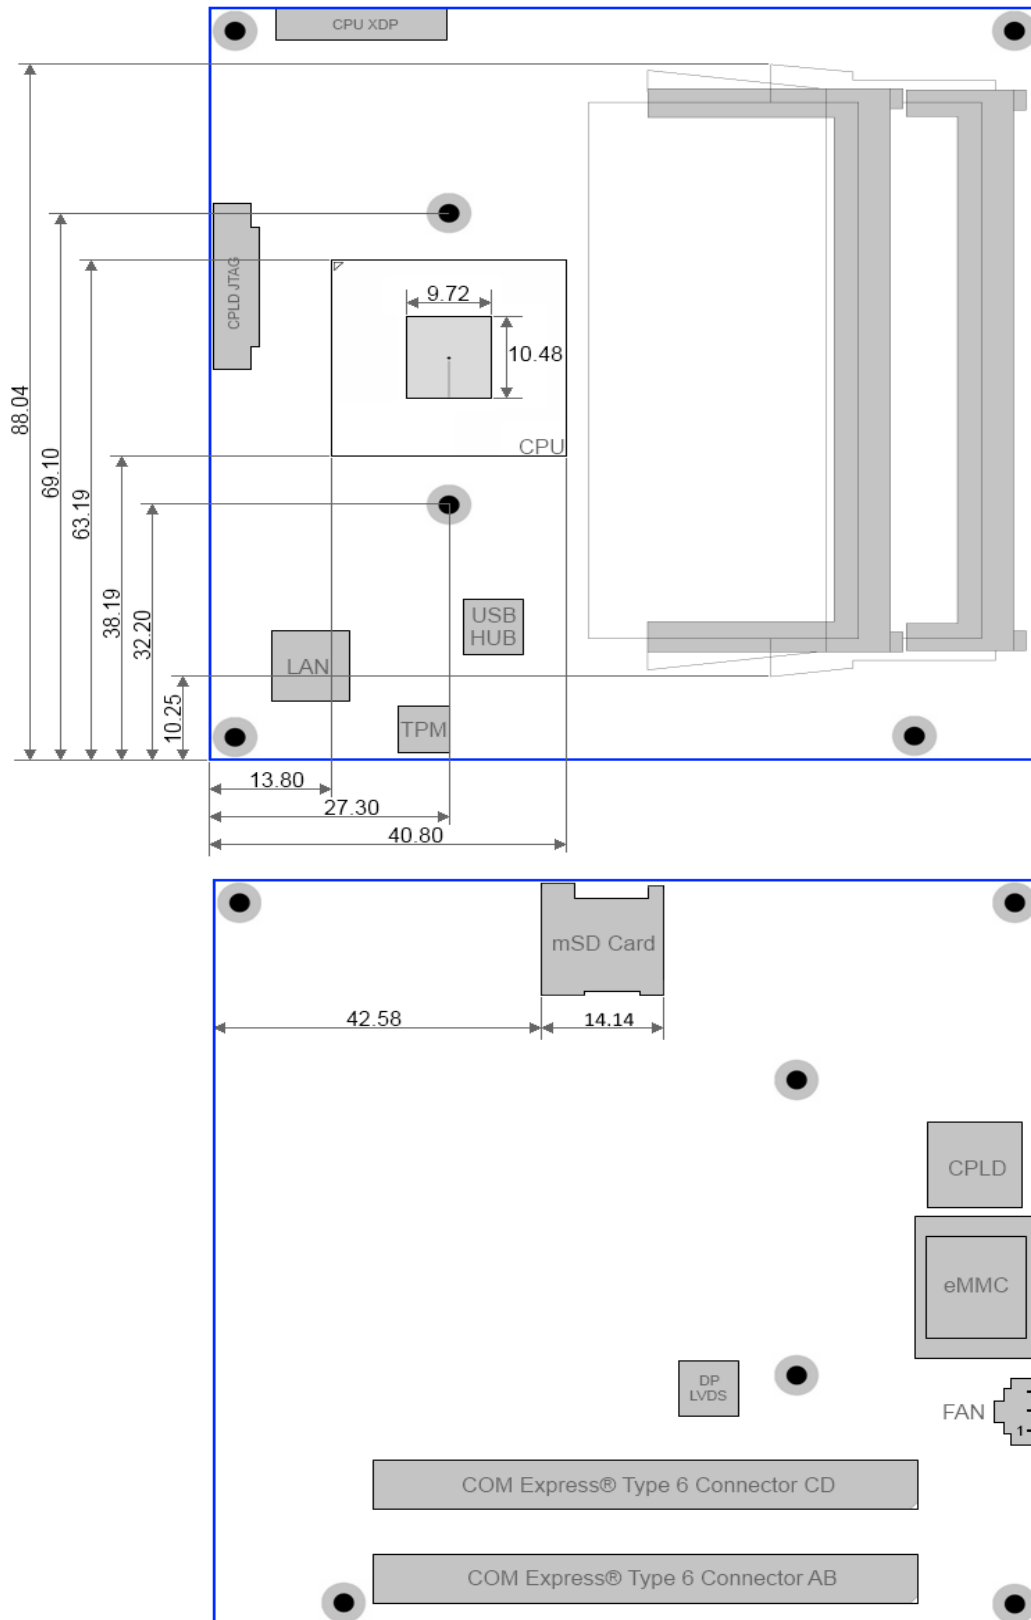 CPU XDP
CPLD JTAG
9.72
10.48
CPU
88.04
69.10
63.19
38.19
32.20
10.25
USB
HUB
LAN
TPM
13.80
27.30
40.80
mSD Card
42.58
14.14
CPLD
eMMC
DP
LVDS
FAN
1
COM Express® Type 6 Connector CD
COM Express® Type 6 Connector AB